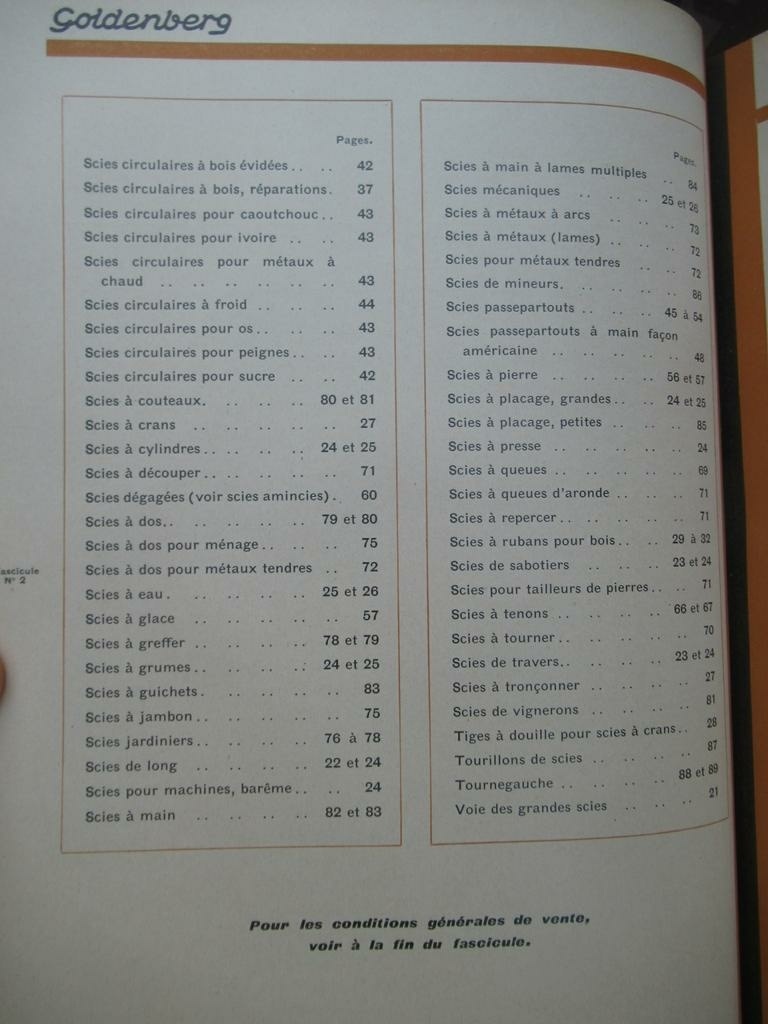 Goldenberg
Pages.
Scies circulaires à bois évidées . . . . 42
Scies circulaires à bois, réparations. 37
Scies circulaires pour caoutchouc . . 43
Scies circulaires pour ivoire . . . . 43
Scies circulaires pour métaux à
chaud . . . . . . . . . . . . 43
Scies circulaires à froid . . . . . . 44
Scies circulaires pour os . . . . . . 43
Scies circulaires pour peignes . . . . 43
Scies circulaires pour sucre . . . . 42
Scies à couteaux. . . . . . . 80 et 81
Scies à crans . . . . . . . . . . 27
Scies à cylindres . . . . . . . 24 et 25
Scies à découper . . . . . . . . . 71
Scies dégagées (voir scies amincies) . 60
Scies à dos. . . . . . . . . 79 et 80
Scies à dos pour ménage . . . . . . 75
Scies à dos pour métaux tendres . . 72
Scies à eau . . . . . . . . 25 et 26
Scies à glace . . . . . . . . . . 57
Scies à greffer . . . . . . . . 78 et 79
Scies à grumes . . . . . . . . 24 et 25
Scies à guichets . . . . . . . . . 83
Scies à jambon . . . . . . . . . . 75
Scies jardiniers . . . . . . . . 76 à 78
Scies de long . . . . . . . . 22 et 24
Scies pour machines, barême . . . . 24
Scies à main . . . . . . . . 82 et 83
Pages.
Scies à main à lames multiples . . 84
Scies mécaniques . . . . . . 25 et 26
Scies à métaux à arcs . . . . . . 73
Scies à métaux (lames) . . . . . . 72
Scies pour métaux tendres . . . . 72
Scies de mineurs. . . . . . . . 86
Scies passepartouts . . . . . . 45 à 54
Scies passepartouts à main façon
américaine . . . . . . . . . . 48
Scies à pierre . . . . . . . . 56 et 57
Scies à placage, grandes . . . . 24 et 25
Scies à placage, petites . . . . . . 85
Scies à presse . . . . . . . . . . 24
Scies à queues . . . . . . . . . . 69
Scies à queues d'aronde . . . . . . 71
Scies à repercer . . . . . . . . . 71
Scies à rubans pour bois . . . . 29 à 32
Scies de sabotiers . . . . . . 23 et 24
Scies pour tailleurs de pierres . . . . 71
Scies à tenons . . . . . . . . 66 et 67
Scies à tourner . . . . . . . . . . 70
Scies de travers . . . . . . . . 23 et 24
Scies à tronçonner . . . . . . . . 27
Scies de vignerons . . . . . . . . 81
Tiges à douille pour scies à crans . . 28
Tourillons de scies . . . . . . . . 87
Tournegauche . . . . . . . . 88 et 89
Voie des grandes scies . . . . . . 21
ascicule
N° 2
Pour les conditions générales de vente,
voir à la fin du fascicule.